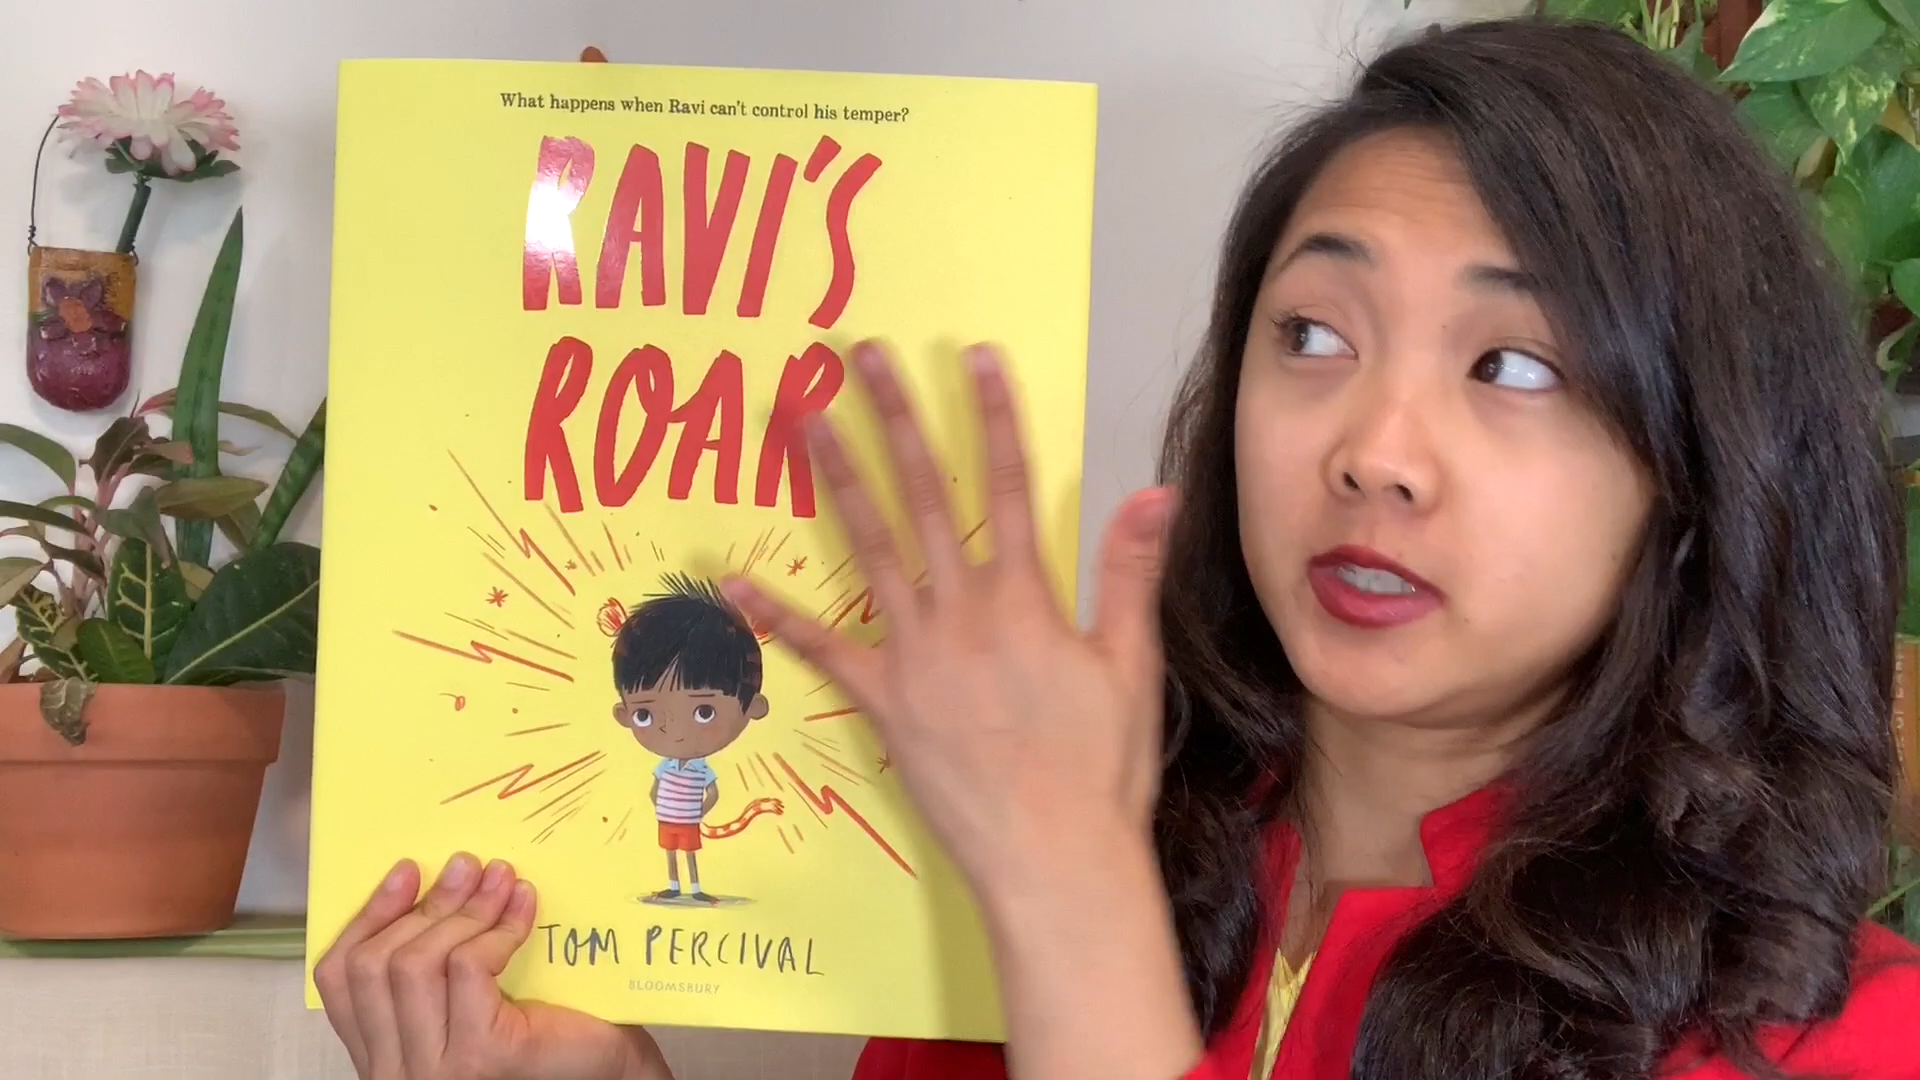 What happens when Ravi can't control his temper?
RAVI'S
ROAR
TOM PERCIVAL
BLOOMSBURY